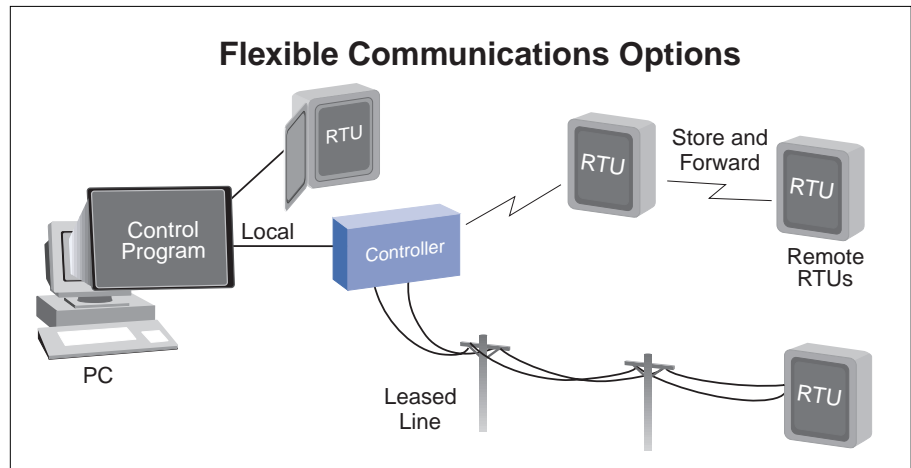 Flexible Communications Options
RTU
RTU
Store and
Forward
RTU
Control
Program
Local
Controller
Remote
RTUs
PC
Leased
Line
RTU